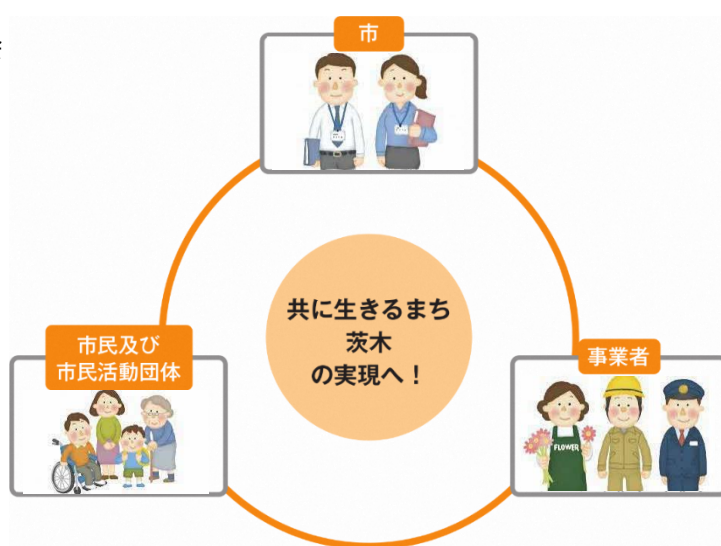 市
共に生きるまち
茨木
の実現へ！
市民及び
市民活動団体
事業者
FLOWER